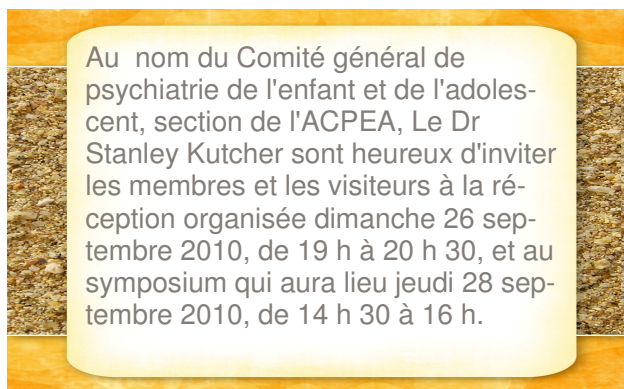 Au  nom du Comité général de
psychiatrie de l'enfant et de l'adoles-
cent, section de l'ACPEA, Le Dr
Stanley Kutcher sont heureux d'inviter
les membres et les visiteurs à la ré-
ception organisée dimanche 26 sep-
tembre 2010, de 19 h à 20 h 30, et au
symposium qui aura lieu jeudi 28 sep-
tembre 2010, de 14 h 30 à 16 h.